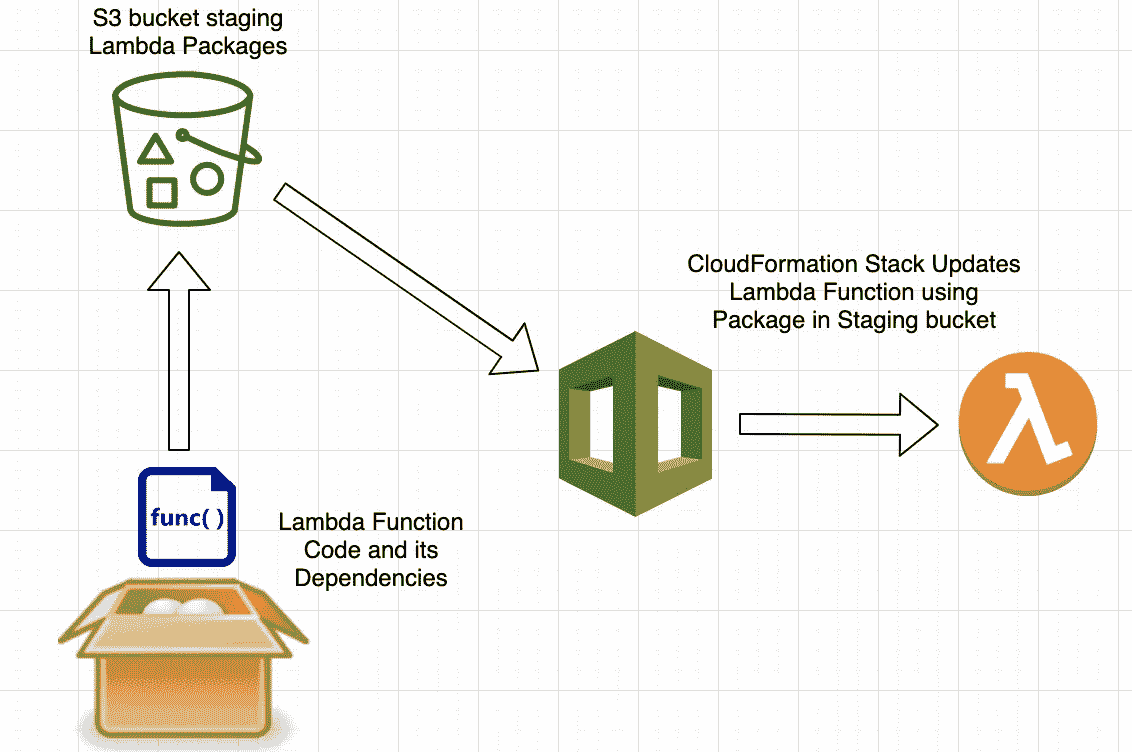 S3 bucket staging
Lambda Packages
CloudFormation Stack Updates
Lambda Function using
Package in Staging bucket
func( )
Lambda Function
Code and its
Dependencies